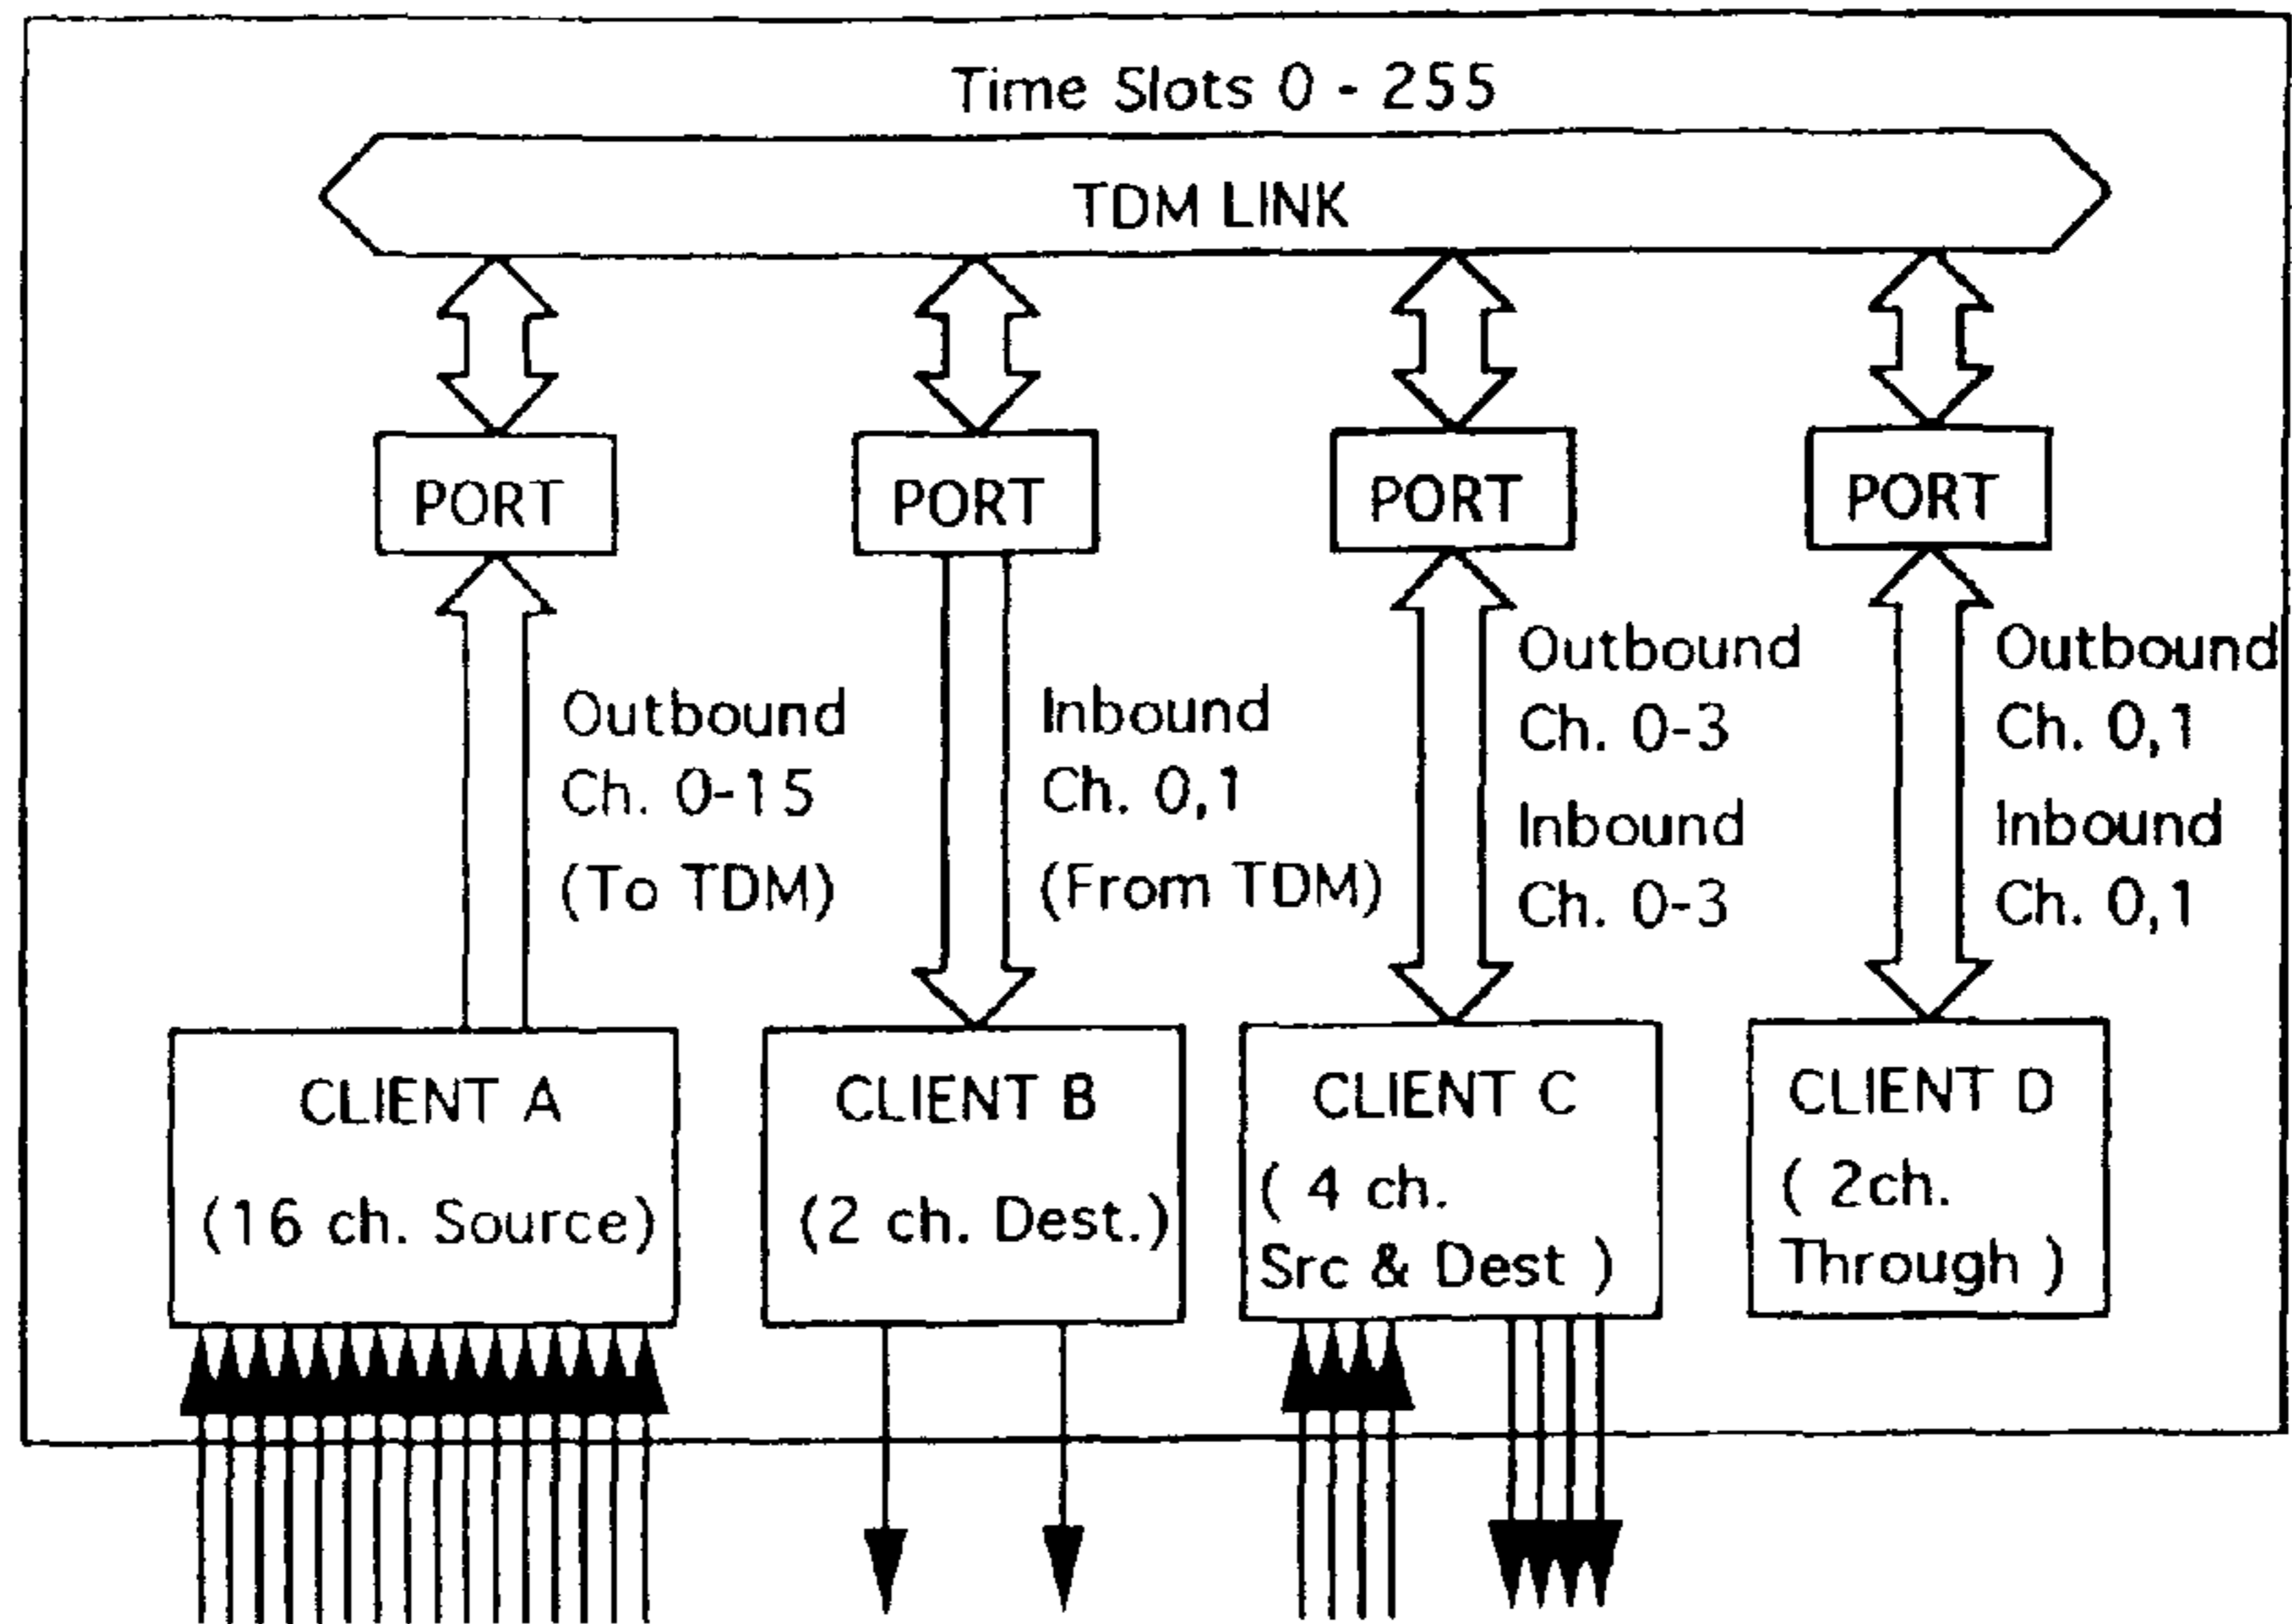 Time Slots 0 - 255
TDM LINK
PORT
PORT
PORT
PORT
Outbound
Ch. 0-15
(To TDM)
Inbound
Ch. 0,1
(From TDM)
Outbound
Ch. 0-3
Inbound
Ch. 0-3
Outbound
Ch. 0,1
Inbound
Ch. 0,1
CLIENT A
(16 ch. Source)
CLIENT B
(2 ch. Dest.)
CLIENT C
( 4 ch.
Src & Dest )
CLIENT D
( 2ch.
Through )